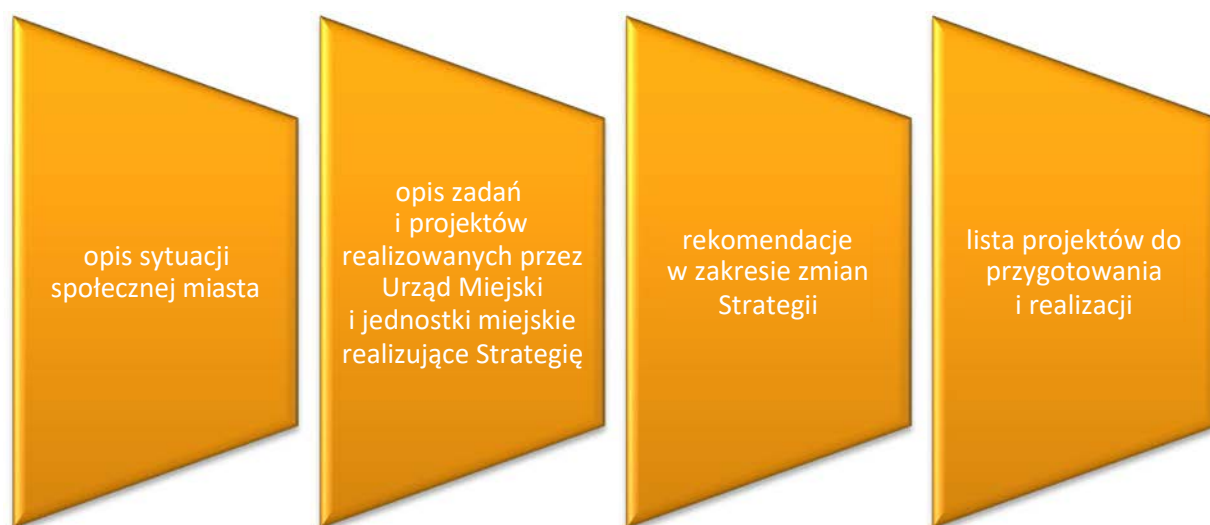 opis sytuacji
społecznej miasta
opis zadań
i projektów
realizowanych przez
Urząd Miejski
i jednostki miejskie
realizujące Strategię
rekomendacje
w zakresie zmian
Strategii
lista projektów do
przygotowania
i realizacji